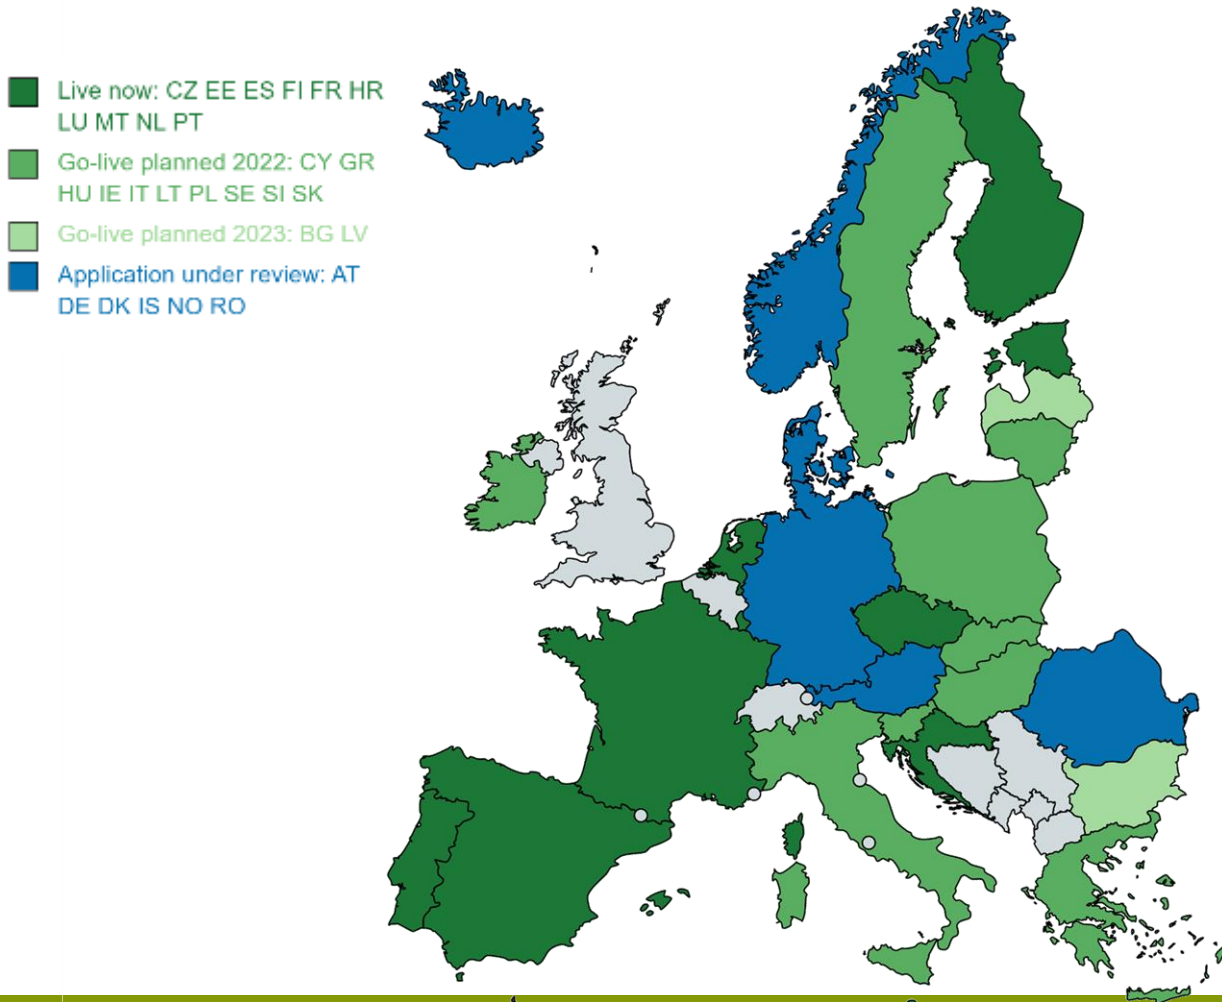 Live now: CZ EE ES FI FR HR
LU MT NL PT
Go-live planned 2022: CY GR
HU IE IT LT PL SE SI SK
Go-live planned 2023: BG LV
Application under review: AT
DE DK IS NO RO